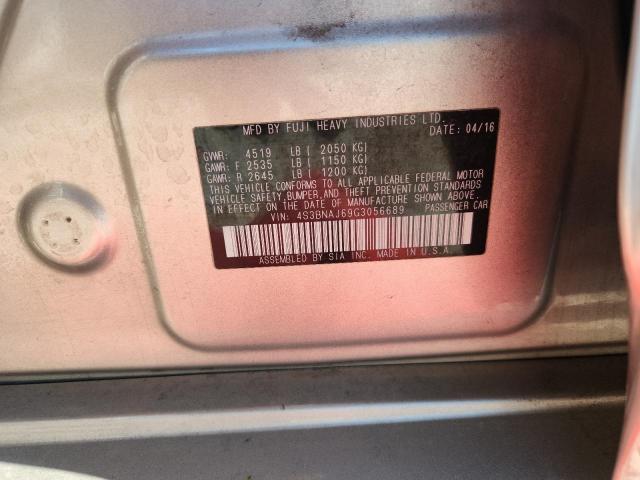 MFD BY FUJI HEAVY INDUSTRIES LTD.
DATE: 04/16
GVWR: 4519 LB ( 2050 KG)
GAWR: F 2535 LB ( 1150 KG)
GAWR: R 2645 LB ( 1200 KG)
THIS VEHICLE CONFORMS TO ALL APPLICABLE FEDERAL MOTOR
VEHICLE SAFETY, BUMPER, AND THEFT PREVENTION STANDARDS
IN EFFECT ON THE DATE OF MANUFACTURE SHOWN ABOVE.
VIN: 4S3BNAJ69G3056689 PASSENGER CAR
ASSEMBLED BY SIA INC. MADE IN U.S.A.